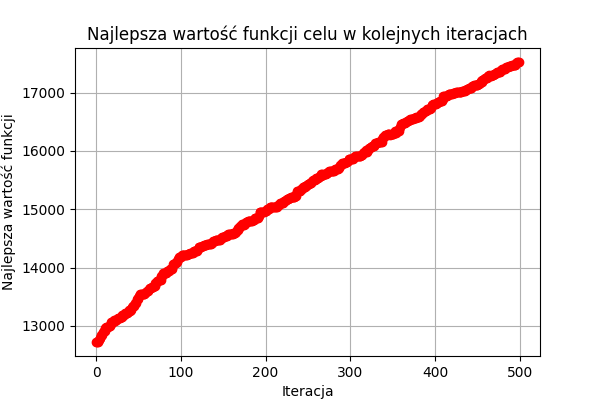 Najlepsza wartość funkcji celu w kolejnych iteracjach
Najlepsza wartość funkcji
17000
16000
15000
14000
13000
0 100 200 300 400 500
Iteracja